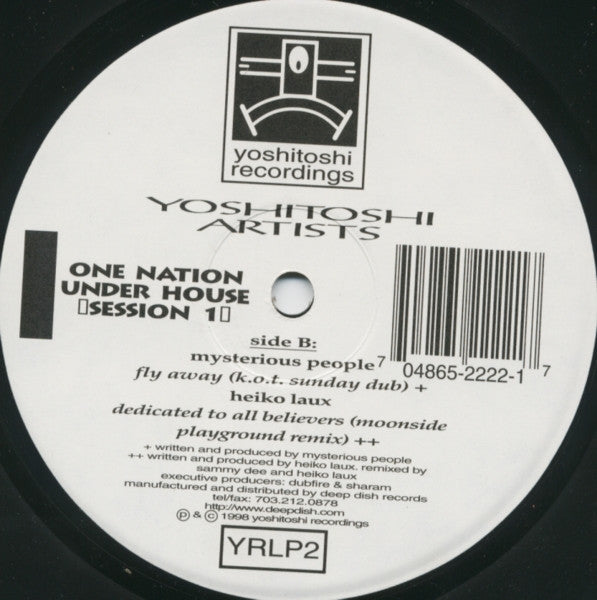 yoshitoshi
recordings
YOSHITOSHI
ARTISTS
ONE NATION
UNDER HOUSE
▯SESSION 1▯
7 04865-2222-1 7
side B:
mysterious people
fly away (k.o.t. sunday dub) +
heiko laux
dedicated to all believers (moonside
playground remix) ++
+ written and produced by mysterious people
++ written and produced by heiko laux. remixed by
sammy dee and heiko laux
executive producers: dubfire & sharam
manufactured and distributed by deep dish records
tel/fax: 703.212.0878
http://www.deepdish.com
℗ & © 1998 yoshitoshi recordings
YRLP2